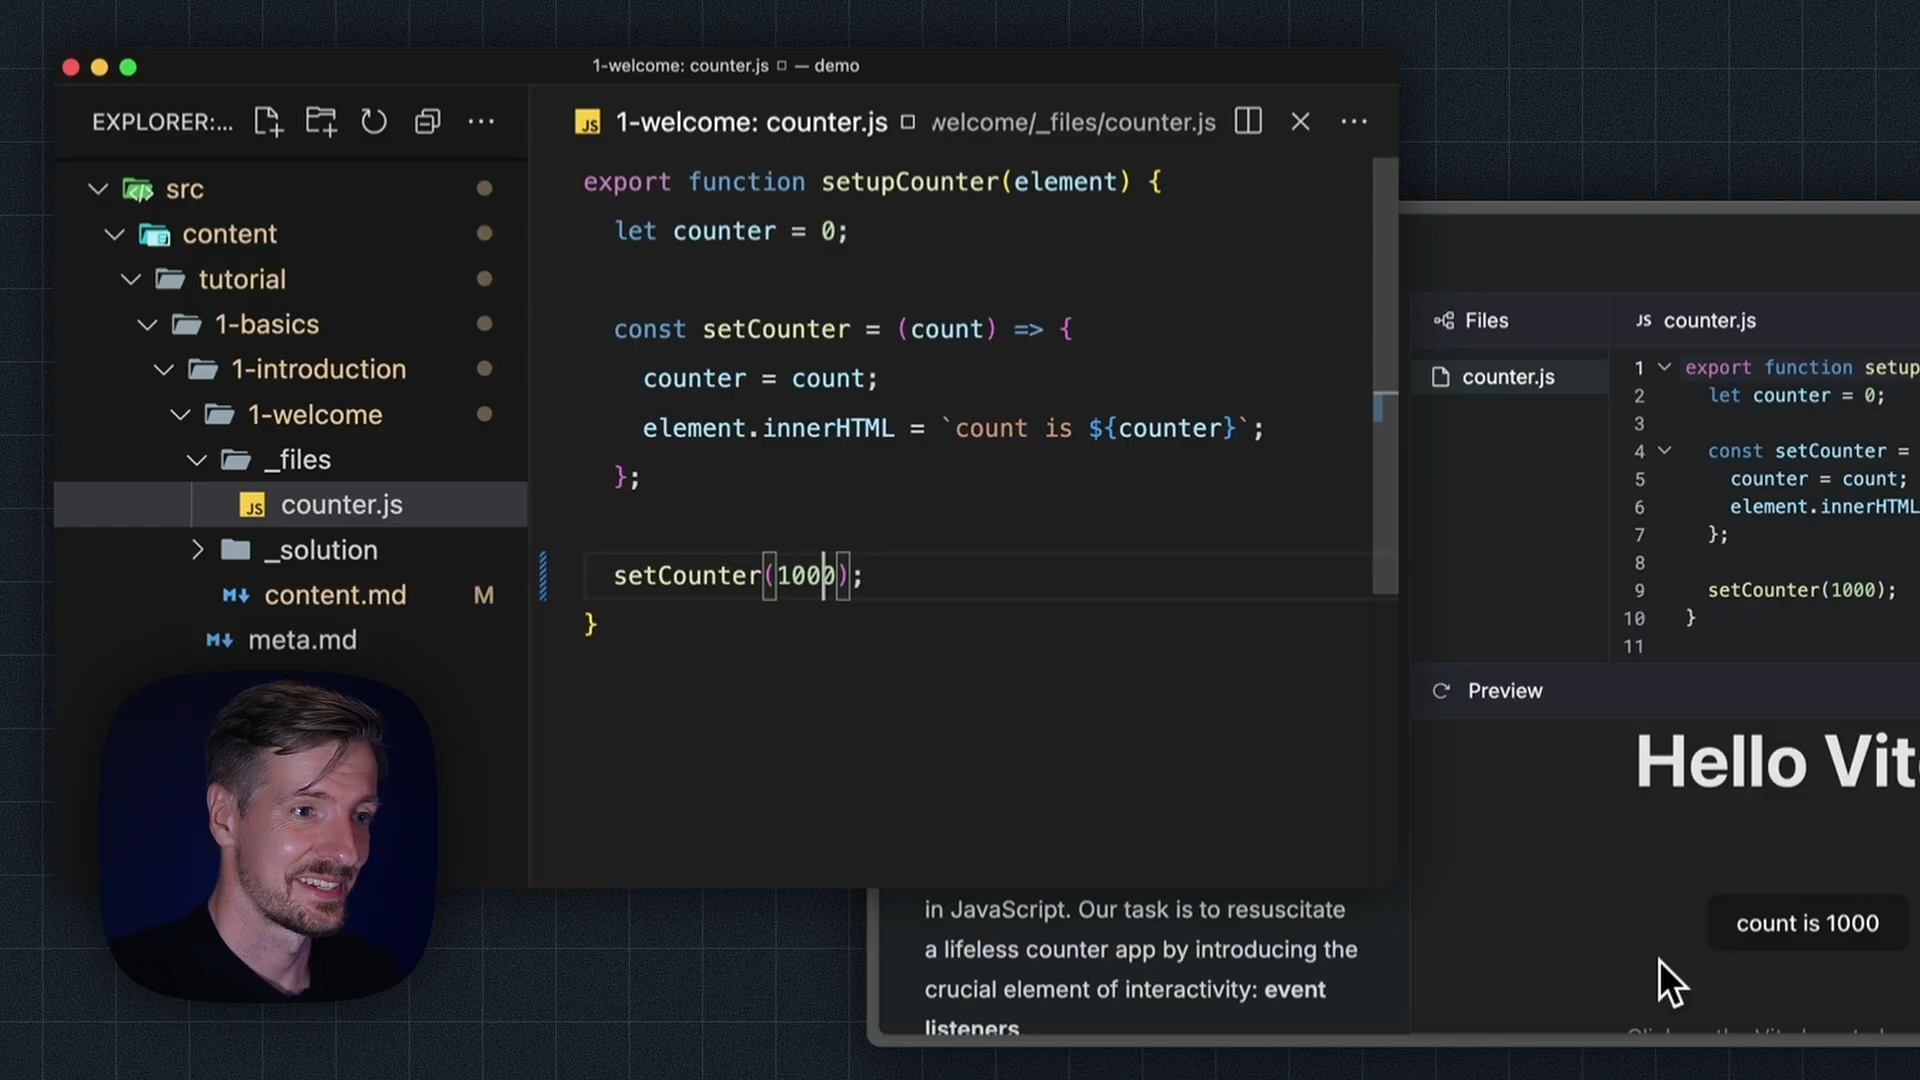 1-welcome: counter.js — demo
EXPLORER:...
src
content
tutorial
1-basics
1-introduction
1-welcome
_files
JS counter.js
_solution
content.md M
meta.md
JS 1-welcome: counter.js welcome/_files/counter.js
export function setupCounter(element) {
let counter = 0;
const setCounter = (count) => {
counter = count;
element.innerHTML = `count is ${counter}`;
};
setCounter(1000);
}
Files
counter.js
JS counter.js
1 export function setup
2 let counter = 0;
3
4 const setCounter =
5 counter = count;
6 element.innerHTML
7 };
8
9 setCounter(1000);
10 }
11
Preview
Hello Vit
count is 1000
in JavaScript. Our task is to resuscitate
a lifeless counter app by introducing the
crucial element of interactivity: event
listeners